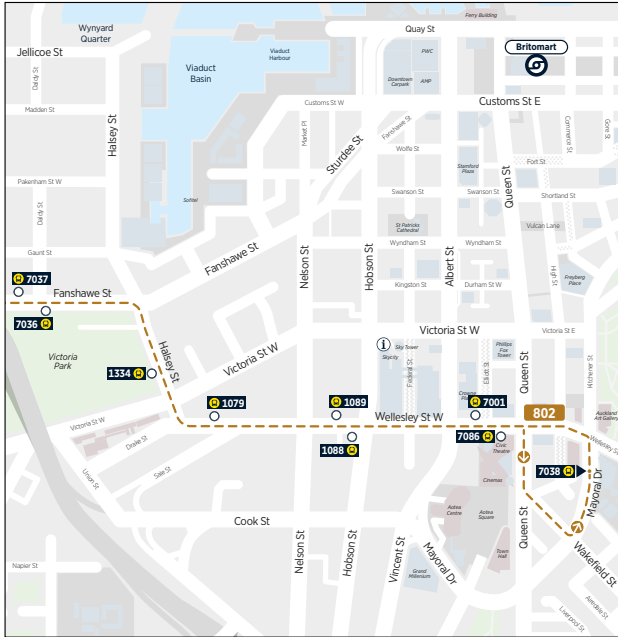 Ferry Building
Wynyard
Quarter
Quay St
Jellicoe St
Viaduct
Harbour
Britomart
PWC
Viaduct
Basin
Daldy St
Downtown
Carpark
AMP
Customs St W
Customs St E
Madden St
Halsey St
Market Pl
Fanshawe St
Commerce St
Gore St
Sturdee St
Wolfe St
Fort St
Stamford
Plaza
Queen St
Pakenham St W
Swanson St
Swanson St
Shortland St
Sofitel
Daldy St
St Patricks
Cathedral
Vulcan Lane
Gaunt St
Fanshawe St
Nelson St
Hobson St
Wyndham St
Albert St
Wyndham St
High St
Freyberg
Place
7037
Kingston St
Durham St W
Fanshawe St
7036
Victoria St W
Victoria St E
Victoria
Park
Halsey St
Victoria St W
i
Sky Tower
Skycity
Phillips
Fox
Tower
Federal St
Elliott St
Queen St
Kitchener St
1334
1079
1089
7001
802
Auckland
Art Gallery
Wellesley St W
Victoria St W
Drake St
1088
7086
Civic
Theatre
Wellesley St
Union St
Sale St
Cinemas
7038
Mayoral Dr
Aotea
Centre
Aotea
Square
Cook St
Nelson St
Hobson St
Vincent St
Mayoral Dr
Queen St
Town
Hall
Wakefield St
Napier St
Grand
Millenium
Airedale St
Liverpool St